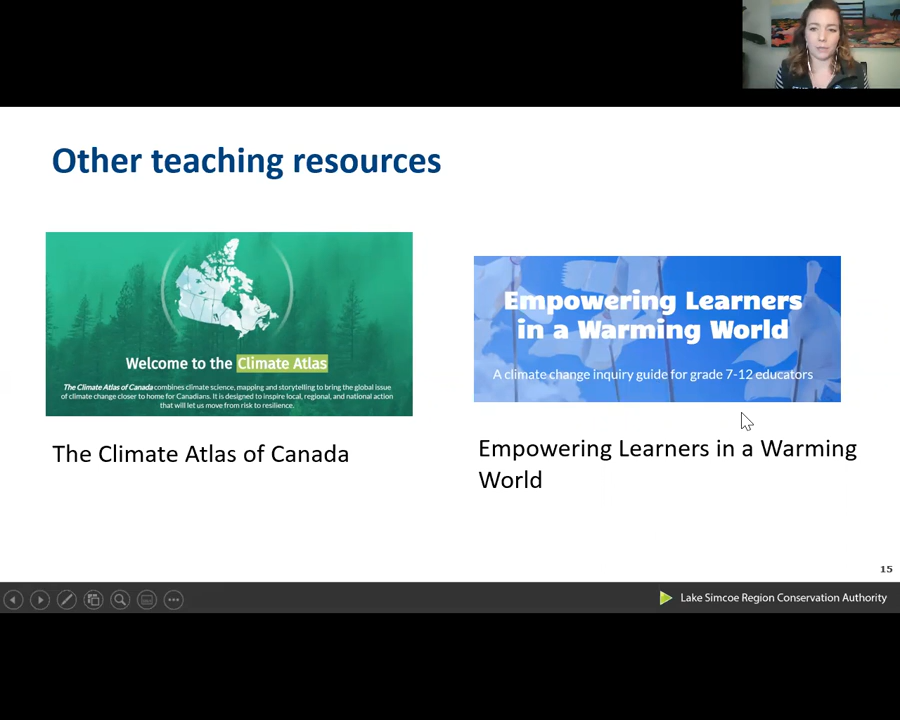 Other teaching resources
Welcome to the Climate Atlas
The Climate Atlas of Canada combines climate science, mapping and storytelling to bring the global issue
of climate change closer to home for Canadians. It is designed to inspire local, regional, and national action
that will let us move from risk to resilience.
The Climate Atlas of Canada
Empowering Learners
in a Warming World
A climate change inquiry guide for grade 7-12 educators
Empowering Learners in a Warming
World
15
Lake Simcoe Region Conservation Authority